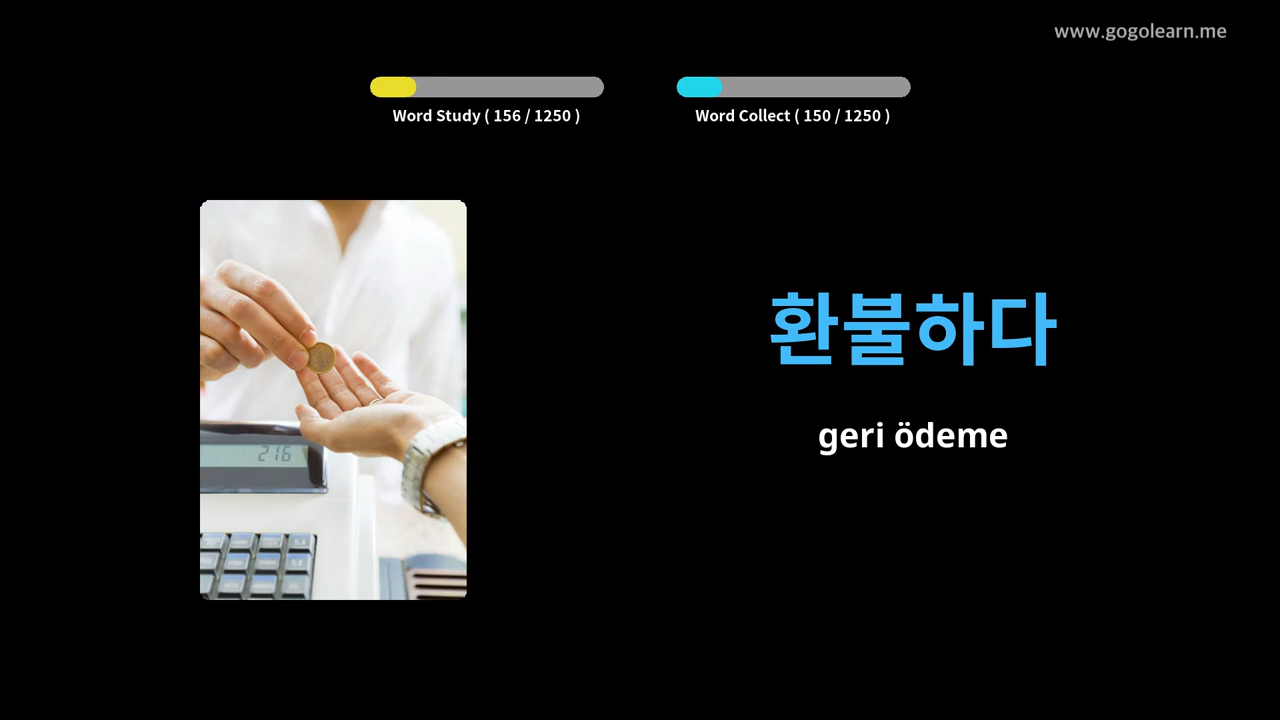 www.gogolearn.me
Word Study ( 156 / 1250 )
Word Collect ( 150 / 1250 )
환불하다
geri ödeme
216